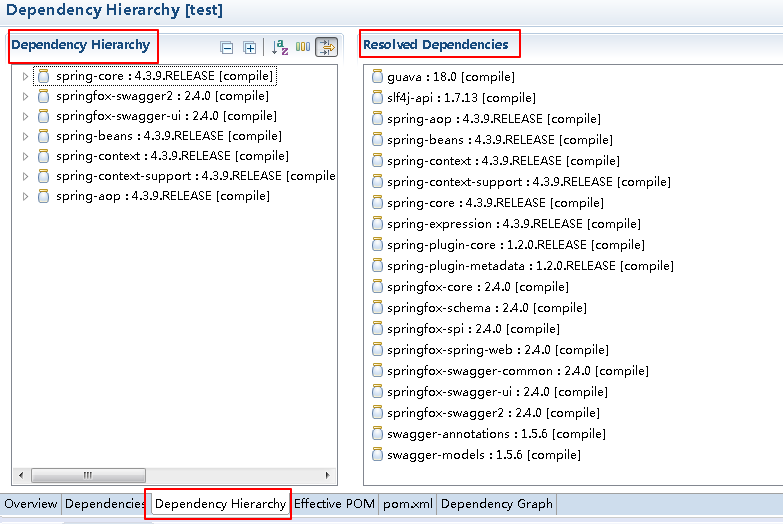 Dependency Hierarchy [test]
Dependency Hierarchy
spring-core : 4.3.9.RELEASE [compile]
springfox-swagger2 : 2.4.0 [compile]
springfox-swagger-ui : 2.4.0 [compile]
spring-beans : 4.3.9.RELEASE [compile]
spring-context : 4.3.9.RELEASE [compile]
spring-context-support : 4.3.9.RELEASE [compile
spring-aop : 4.3.9.RELEASE [compile]
Resolved Dependencies
guava : 18.0 [compile]
slf4j-api : 1.7.13 [compile]
spring-aop : 4.3.9.RELEASE [compile]
spring-beans : 4.3.9.RELEASE [compile]
spring-context : 4.3.9.RELEASE [compile]
spring-context-support : 4.3.9.RELEASE [compile]
spring-core : 4.3.9.RELEASE [compile]
spring-expression : 4.3.9.RELEASE [compile]
spring-plugin-core : 1.2.0.RELEASE [compile]
spring-plugin-metadata : 1.2.0.RELEASE [compile]
springfox-core : 2.4.0 [compile]
springfox-schema : 2.4.0 [compile]
springfox-spi : 2.4.0 [compile]
springfox-spring-web : 2.4.0 [compile]
springfox-swagger-common : 2.4.0 [compile]
springfox-swagger-ui : 2.4.0 [compile]
springfox-swagger2 : 2.4.0 [compile]
swagger-annotations : 1.5.6 [compile]
swagger-models : 1.5.6 [compile]
Overview Dependencies Dependency Hierarchy Effective POM pom.xml Dependency Graph